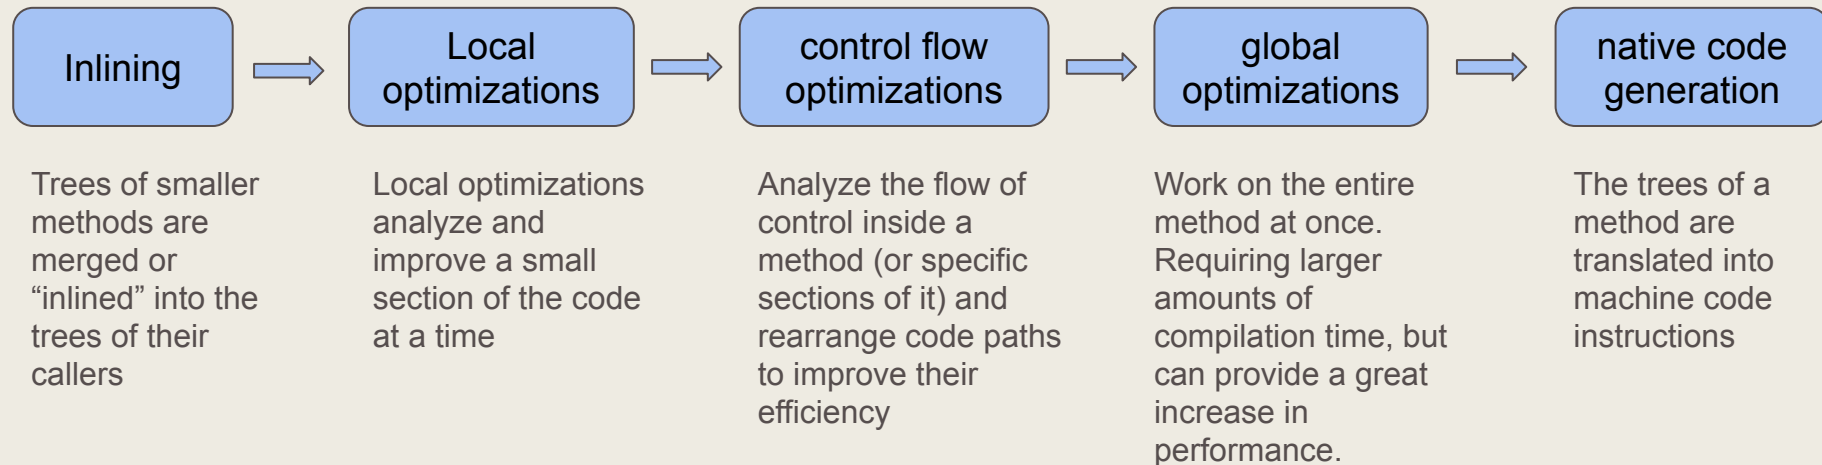 Inlining
Local
optimizations
control flow
optimizations
global
optimizations
native code
generation
Trees of smaller
methods are
merged or
“inlined” into the
trees of their
callers
Local optimizations
analyze and
improve a small
section of the code
at a time
Analyze the flow of
control inside a
method (or specific
sections of it) and
rearrange code paths
to improve their
efficiency
Work on the entire
method at once.
Requiring larger
amounts of
compilation time, but
can provide a great
increase in
performance.
The trees of a
method are
translated into
machine code
instructions